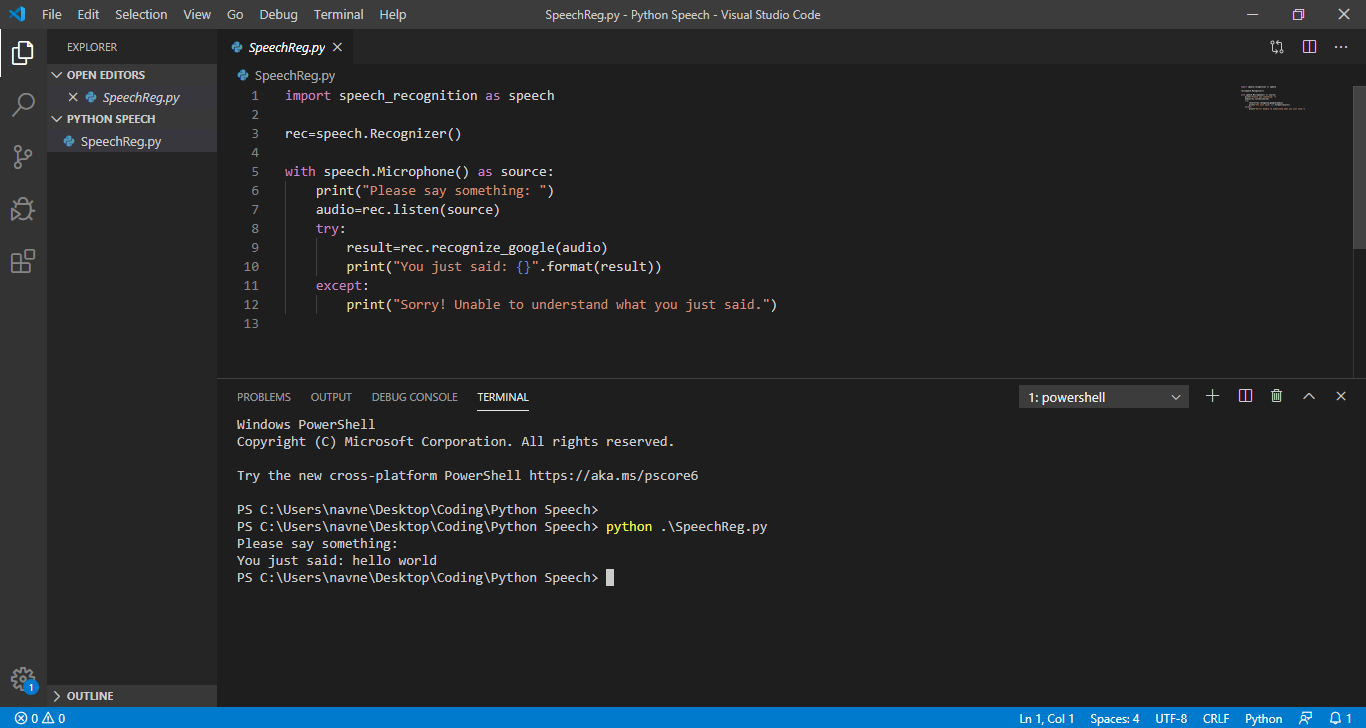 File Edit Selection View Go Debug Terminal Help SpeechReg.py - Python Speech - Visual Studio Code
EXPLORER
OPEN EDITORS
SpeechReg.py
PYTHON SPEECH
SpeechReg.py
OUTLINE
SpeechReg.py
SpeechReg.py
1 import speech_recognition as speech
2
3 rec=speech.Recognizer()
4
5 with speech.Microphone() as source:
6 print("Please say something: ")
7 audio=rec.listen(source)
8 try:
9 result=rec.recognize_google(audio)
10 print("You just said: {}".format(result))
11 except:
12 print("Sorry! Unable to understand what you just said.")
13
PROBLEMS OUTPUT DEBUG CONSOLE TERMINAL 1: powershell
Windows PowerShell
Copyright (C) Microsoft Corporation. All rights reserved.
Try the new cross-platform PowerShell https://aka.ms/pscore6
PS C:\Users\navne\Desktop\Coding\Python Speech>
PS C:\Users\navne\Desktop\Coding\Python Speech> python .\SpeechReg.py
Please say something:
You just said: hello world
PS C:\Users\navne\Desktop\Coding\Python Speech>
1
0 0 Ln 1, Col 1 Spaces: 4 UTF-8 CRLF Python 1